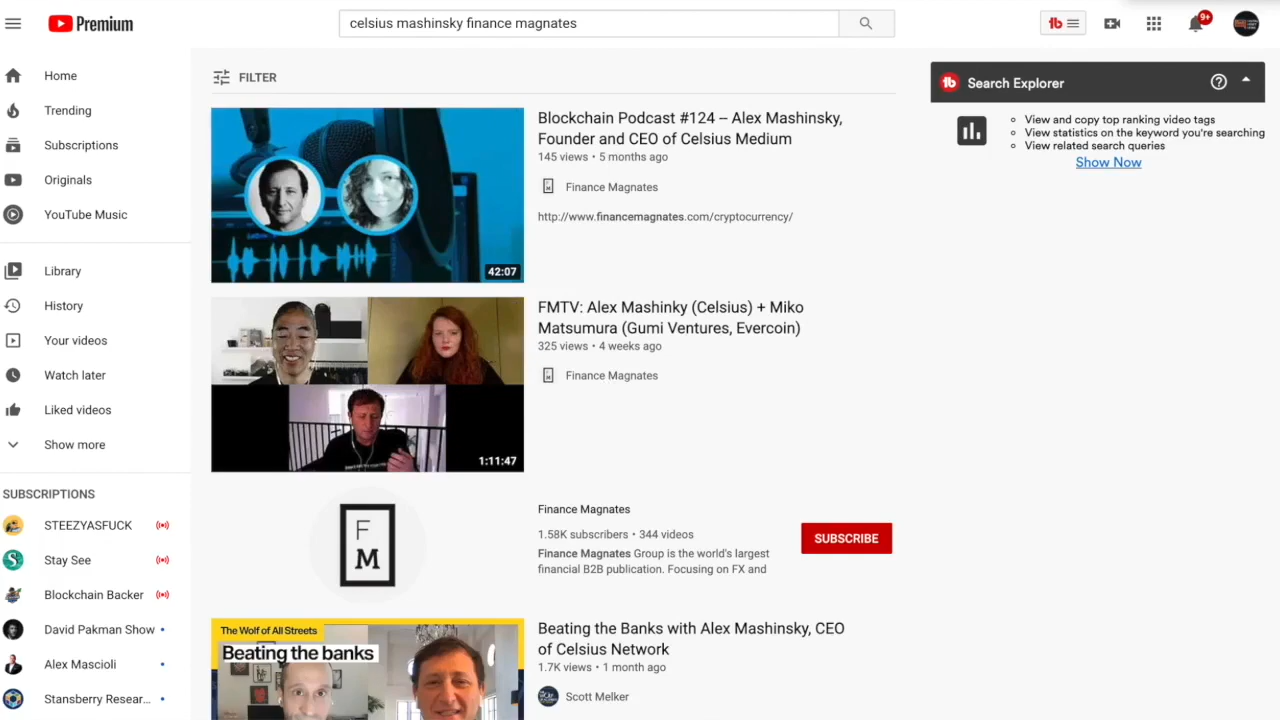 Premium
celsius mashinsky finance magnates
9+
Home
Trending
Subscriptions
Originals
YouTube Music
Library
History
Your videos
Watch later
Liked videos
Show more
SUBSCRIPTIONS
STEEZYASFUCK
Stay See
Blockchain Backer
David Pakman Show
Alex Mascioli
Stansberry Resear...
FILTER
42:07
Blockchain Podcast #124 – Alex Mashinsky,
Founder and CEO of Celsius Medium
145 views • 5 months ago
Finance Magnates
http://www.financemagnates.com/cryptocurrency/
1:11:47
FMTV: Alex Mashinky (Celsius) + Miko
Matsumura (Gumi Ventures, Evercoin)
325 views • 4 weeks ago
Finance Magnates
F
M
Finance Magnates
1.58K subscribers • 344 videos
Finance Magnates Group is the world's largest
financial B2B publication. Focusing on FX and
SUBSCRIBE
The Wolf of All Streets
Beating the banks
Beating the Banks with Alex Mashinsky, CEO
of Celsius Network
1.7K views • 1 month ago
Scott Melker
Search Explorer
View and copy top ranking video tags
View statistics on the keyword you're searching
View related search queries
Show Now